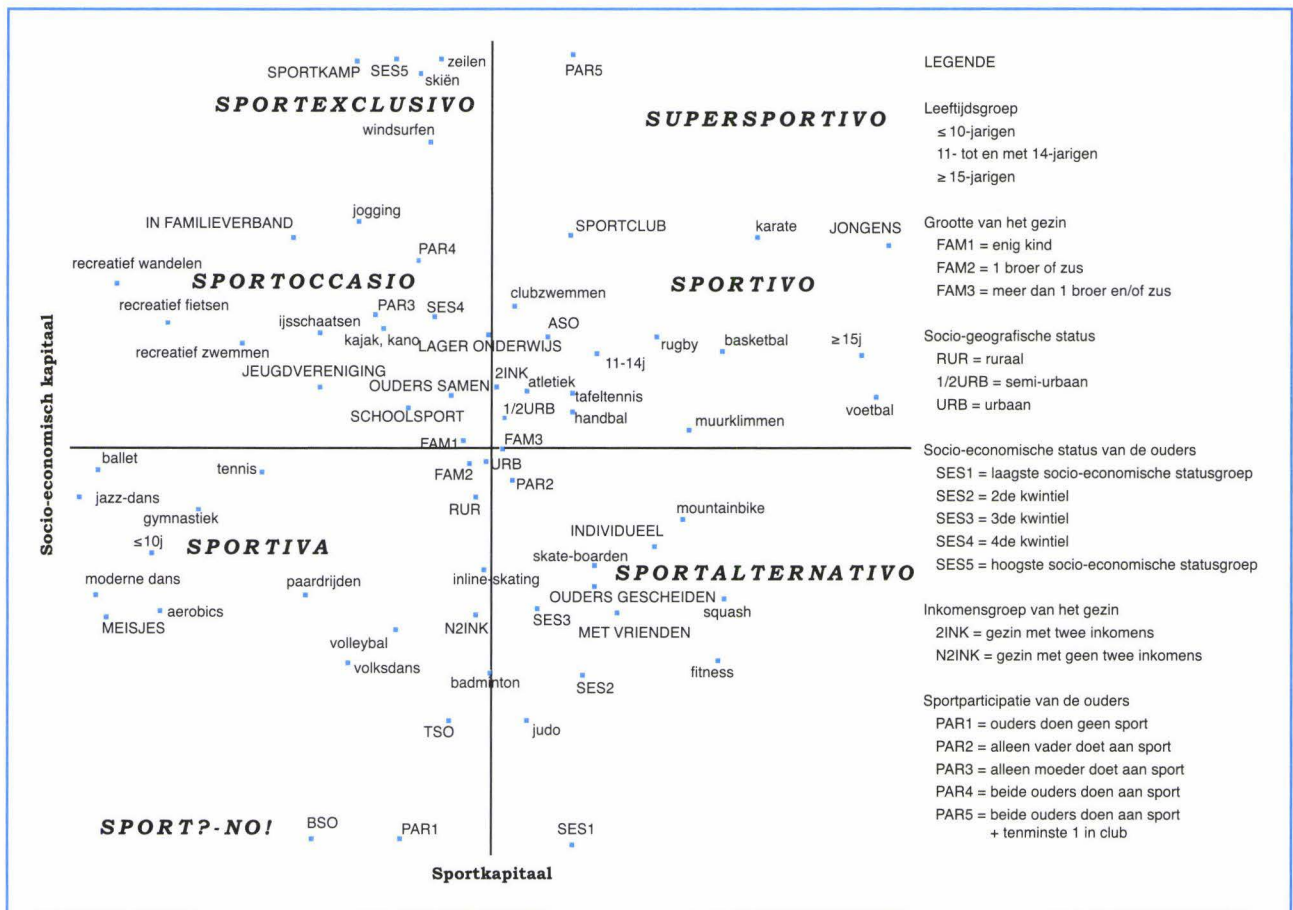 SPORTKAMP
SES5
zeilen
skiën
PAR5
SPORTEXCLUSIVO
SUPERSPORTIVO
windsurfen
jogging
IN FAMILIEVERBAND
SPORTCLUB
karate
JONGENS
PAR4
recreatief wandelen
SPORTOCCASIO
SPORTIVO
clubzwemmen
recreatief fietsen
PAR3
SES4
ijsschaatsen
ASO
kajak, kano
LAGER ONDERWIJS
rugby
basketbal
≥15j
recreatief zwemmen
11-14j
JEUGDVERENIGING
2INK
OUDERS SAMEN
atletiek
tafeltennis
voetbal
SCHOOLSPORT
1/2URB
handbal
muurklimmen
FAM1
FAM3
ballet
tennis
FAM2
URB
PAR2
jazz-dans
RUR
mountainbike
gymnastiek
INDIVIDUEEL
≤10j
SPORTIVA
skate-boarden
moderne dans
paardrijden
inline-skating
SPORTALTERNATIVO
OUDERS GESCHEIDEN
aerobics
squash
MEISJES
N2INK
SES3
MET VRIENDEN
volleybal
volksdans
fitness
badminton
SES2
TSO
judo
SPORT?-NO!
BSO
PAR1
SES1
Socio-economisch kapitaal
Sportkapitaal
LEGENDE
Leeftijdsgroep
≤ 10-jarigen
11- tot en met 14-jarigen
≥ 15-jarigen
Grootte van het gezin
FAM1 = enig kind
FAM2 = 1 broer of zus
FAM3 = meer dan 1 broer en/of zus
Socio-geografische status
RUR = ruraal
1/2URB = semi-urbaan
URB = urbaan
Socio-economische status van de ouders
SES1 = laagste socio-economische statusgroep
SES2 = 2de kwintiel
SES3 = 3de kwintiel
SES4 = 4de kwintiel
SES5 = hoogste socio-economische statusgroep
Inkomensgroep van het gezin
2INK = gezin met twee inkomens
N2INK = gezin met geen twee inkomens
Sportparticipatie van de ouders
PAR1 = ouders doen geen sport
PAR2 = alleen vader doet aan sport
PAR3 = alleen moeder doet aan sport
PAR4 = beide ouders doen aan sport
PAR5 = beide ouders doen aan sport
+ tenminste 1 in club